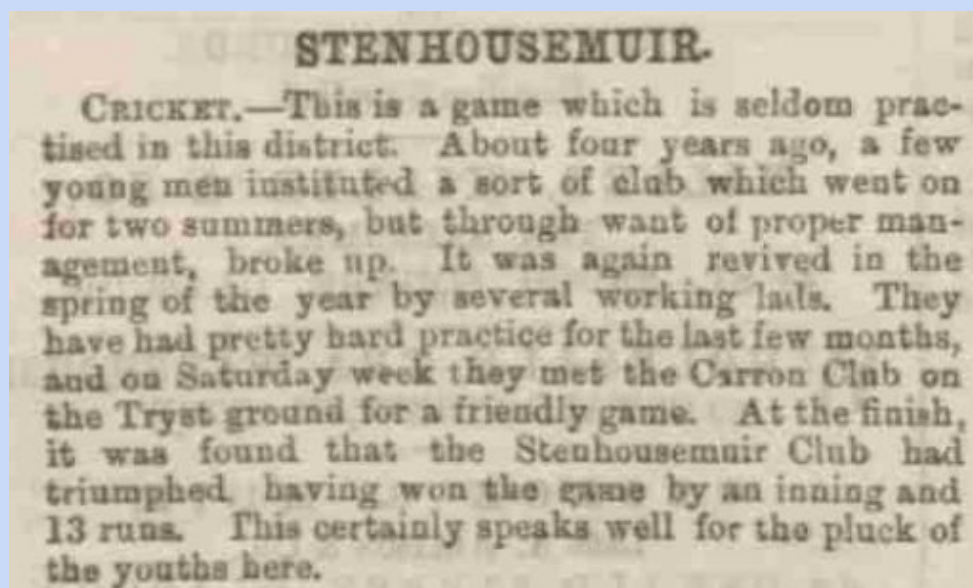 STENHOUSEMUIR.
CRICKET.—This is a game which is seldom prac-
tised in this district. About four years ago, a few
young men instituted a sort of club which went on
for two summers, but through want of proper man-
agement, broke up. It was again revived in the
spring of the year by several working lads. They
have had pretty hard practice for the last few months,
and on Saturday week they met the Carron Club on
the Tryst ground for a friendly game. At the finish,
it was found that the Stenhousemuir Club had
triumphed having won the game by an inning and
13 runs. This certainly speaks well for the pluck of
the youths here.